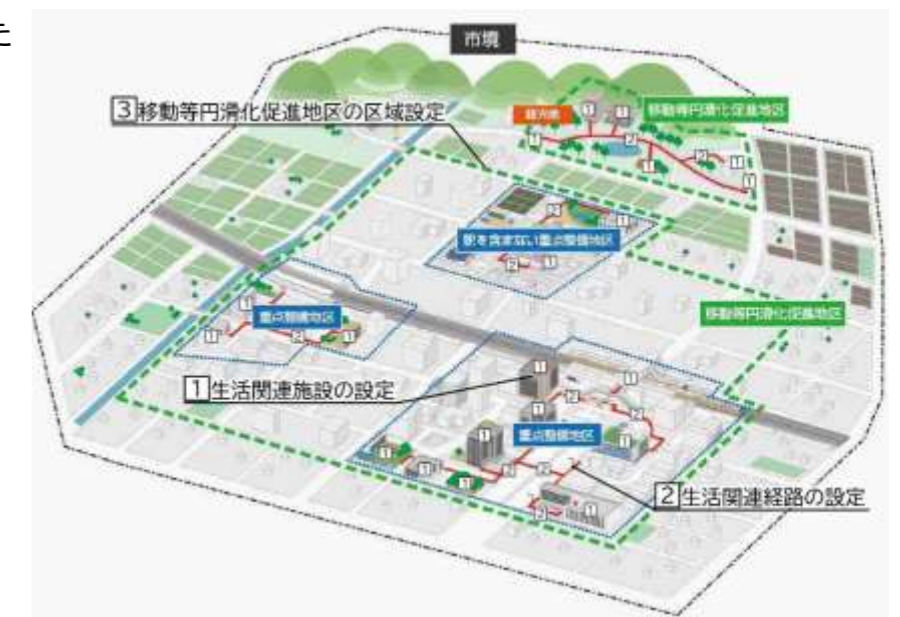 た
市境
3 移動等円滑化促進地区の区域設定
観光地
移動等円滑化促進地区
駅を含まない重点整備地区
重点整備地区
移動等円滑化促進地区
1 生活関連施設の設定
重点整備地区
2 生活関連経路の設定